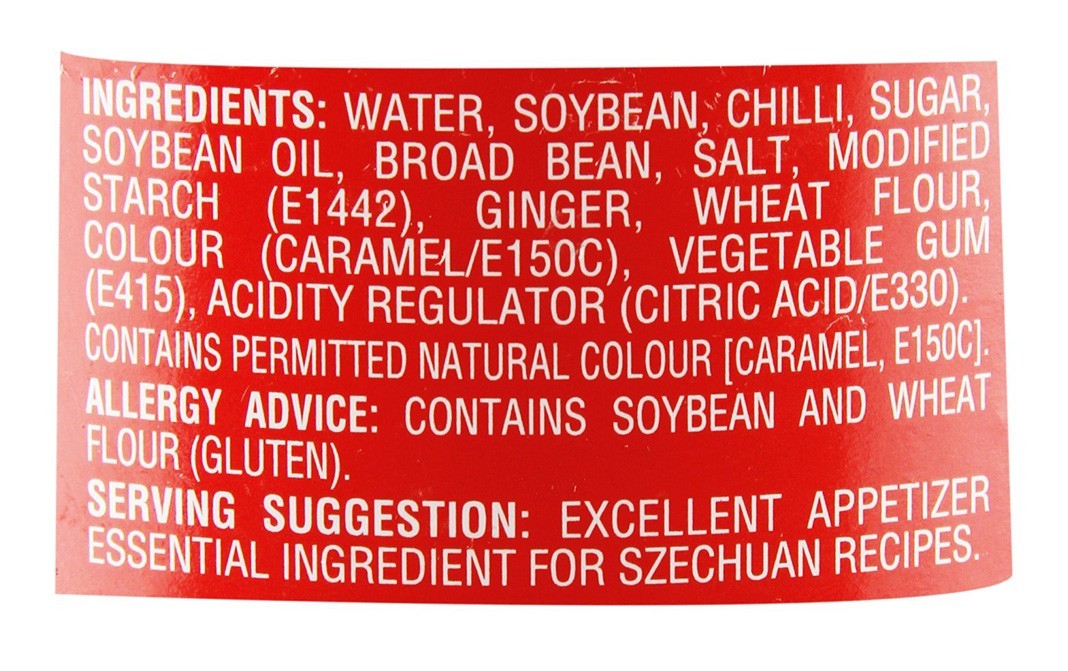 INGREDIENTS: WATER, SOYBEAN, CHILLI, SUGAR,
SOYBEAN OIL, BROAD BEAN, SALT, MODIFIED
STARCH (E1442), GINGER, WHEAT FLOUR,
COLOUR (CARAMEL/E150C), VEGETABLE GUM
(E415), ACIDITY REGULATOR (CITRIC ACID/E330).
CONTAINS PERMITTED NATURAL COLOUR [CARAMEL, E150C].
ALLERGY ADVICE: CONTAINS SOYBEAN AND WHEAT
FLOUR (GLUTEN).
SERVING SUGGESTION: EXCELLENT APPETIZER
ESSENTIAL INGREDIENT FOR SZECHUAN RECIPES.